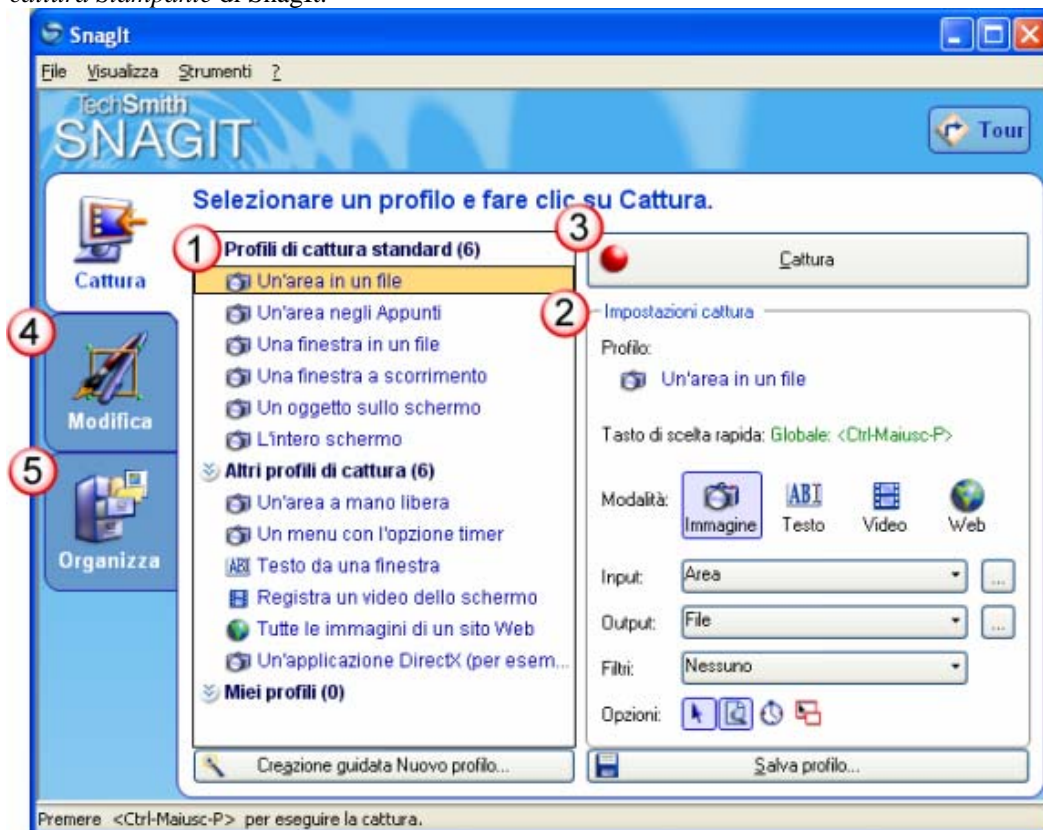 cattura Stampante di SnagIt.
SnagIt
File Visualizza Strumenti ?
TechSmith
SNAGIT
Tour
Selezionare un profilo e fare clic su Cattura.
Cattura
Modifica
Organizza
1
Profili di cattura standard (6)
Un'area in un file
Un'area negli Appunti
Una finestra in un file
Una finestra a scorrimento
Un oggetto sullo schermo
L'intero schermo
Altri profili di cattura (6)
Un'area a mano libera
Un menu con l'opzione timer
Testo da una finestra
Registra un video dello schermo
Tutte le immagini di un sito Web
Un'applicazione DirectX (per esem...
Miei profili (0)
Creazione guidata Nuovo profilo...
3
Cattura
2
Impostazioni cattura
Profilo:
Un'area in un file
Tasto di scelta rapida: Globale: <Ctrl-Maiusc-P>
Modalità: Immagine Testo Video Web
Input: Area ...
Output: File ...
Filtri: Nessuno
Opzioni:
Salva profilo...
4
5
Premere <Ctrl-Maiusc-P> per eseguire la cattura.